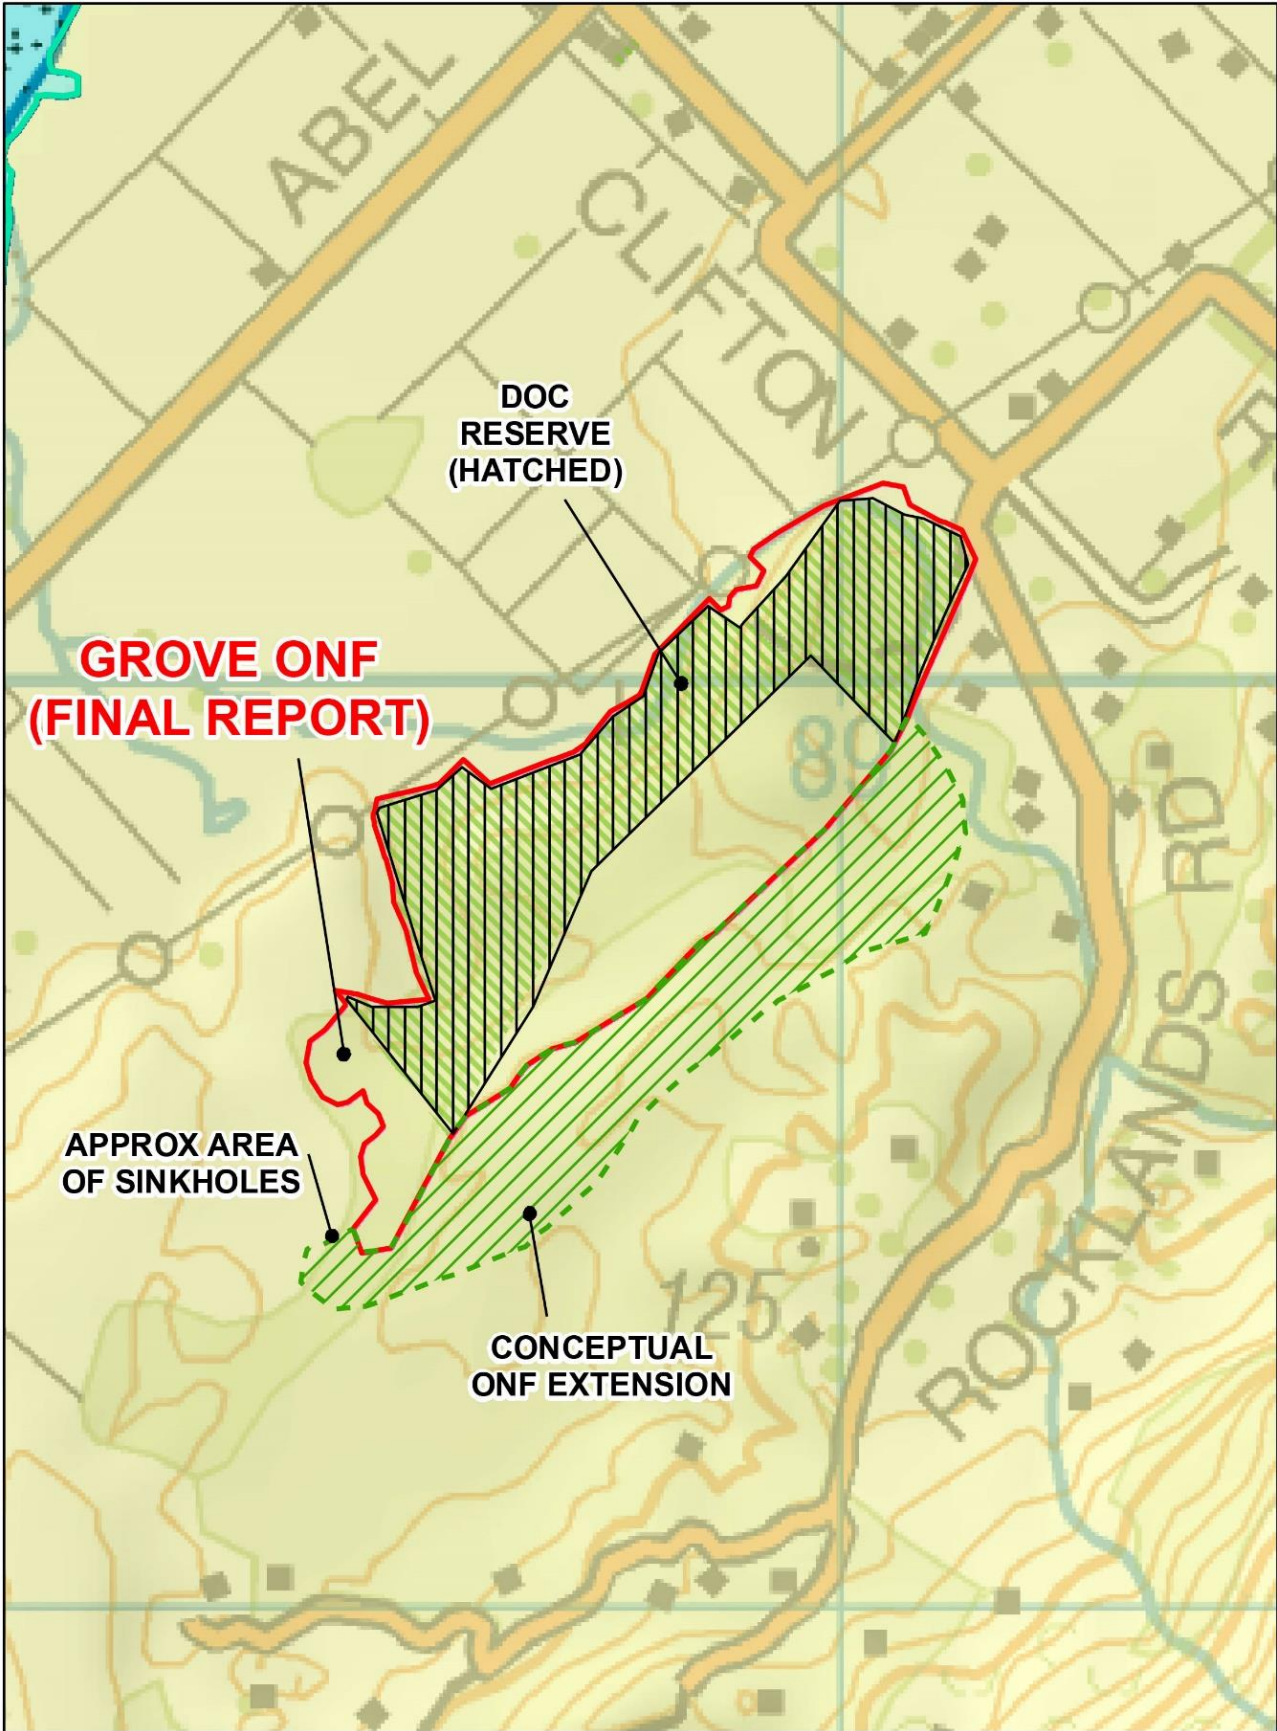 ABEL
CLIFTON
DOC
RESERVE
(HATCHED)
GROVE ONF
(FINAL REPORT)
89
RD
APPROX AREA
OF SINKHOLES
ROCKLANDS
125
CONCEPTUAL
ONF EXTENSION